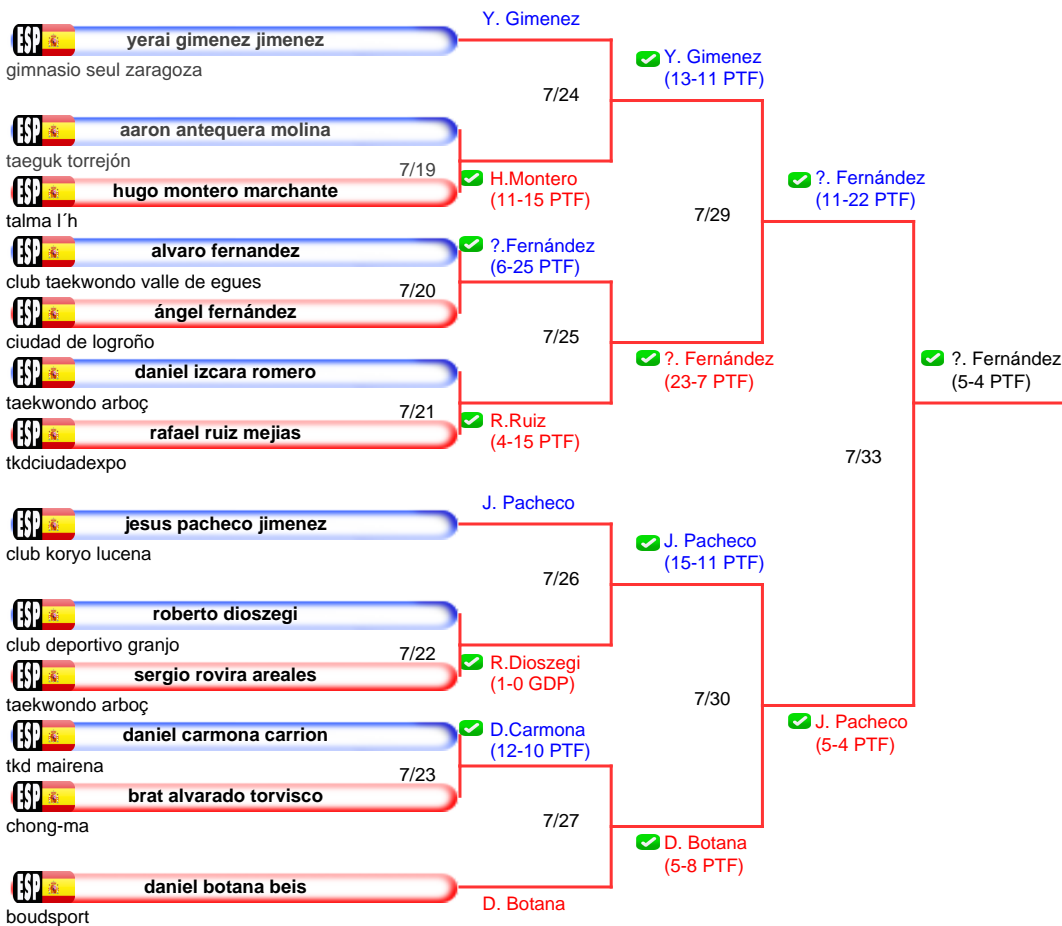 Y. Gimenez
ESP yerai gimenez jimenez
gimnasio seul zaragoza
Y. Gimenez
(13-11 PTF)
7/24
ESP aaron antequera molina
taeguk torrejón
7/19
ESP hugo montero marchante
talma l´h
H.Montero
(11-15 PTF)
?. Fernández
(11-22 PTF)
7/29
ESP alvaro fernandez
club taekwondo valle de egues
?.Fernández
(6-25 PTF)
7/20
ESP ángel fernández
ciudad de logroño
7/25
?. Fernández
(23-7 PTF)
?. Fernández
(5-4 PTF)
ESP daniel izcara romero
taekwondo arboç
7/21
ESP rafael ruiz mejias
tkdciudadexpo
R.Ruiz
(4-15 PTF)
7/33
J. Pacheco
ESP jesus pacheco jimenez
club koryo lucena
J. Pacheco
(15-11 PTF)
7/26
ESP roberto dioszegi
club deportivo granjo
7/22
ESP sergio rovira areales
taekwondo arboç
R.Dioszegi
(1-0 GDP)
7/30
J. Pacheco
(5-4 PTF)
ESP daniel carmona carrion
tkd mairena
D.Carmona
(12-10 PTF)
7/23
ESP brat alvarado torvisco
chong-ma
7/27
D. Botana
(5-8 PTF)
ESP daniel botana beis
boudsport
D. Botana